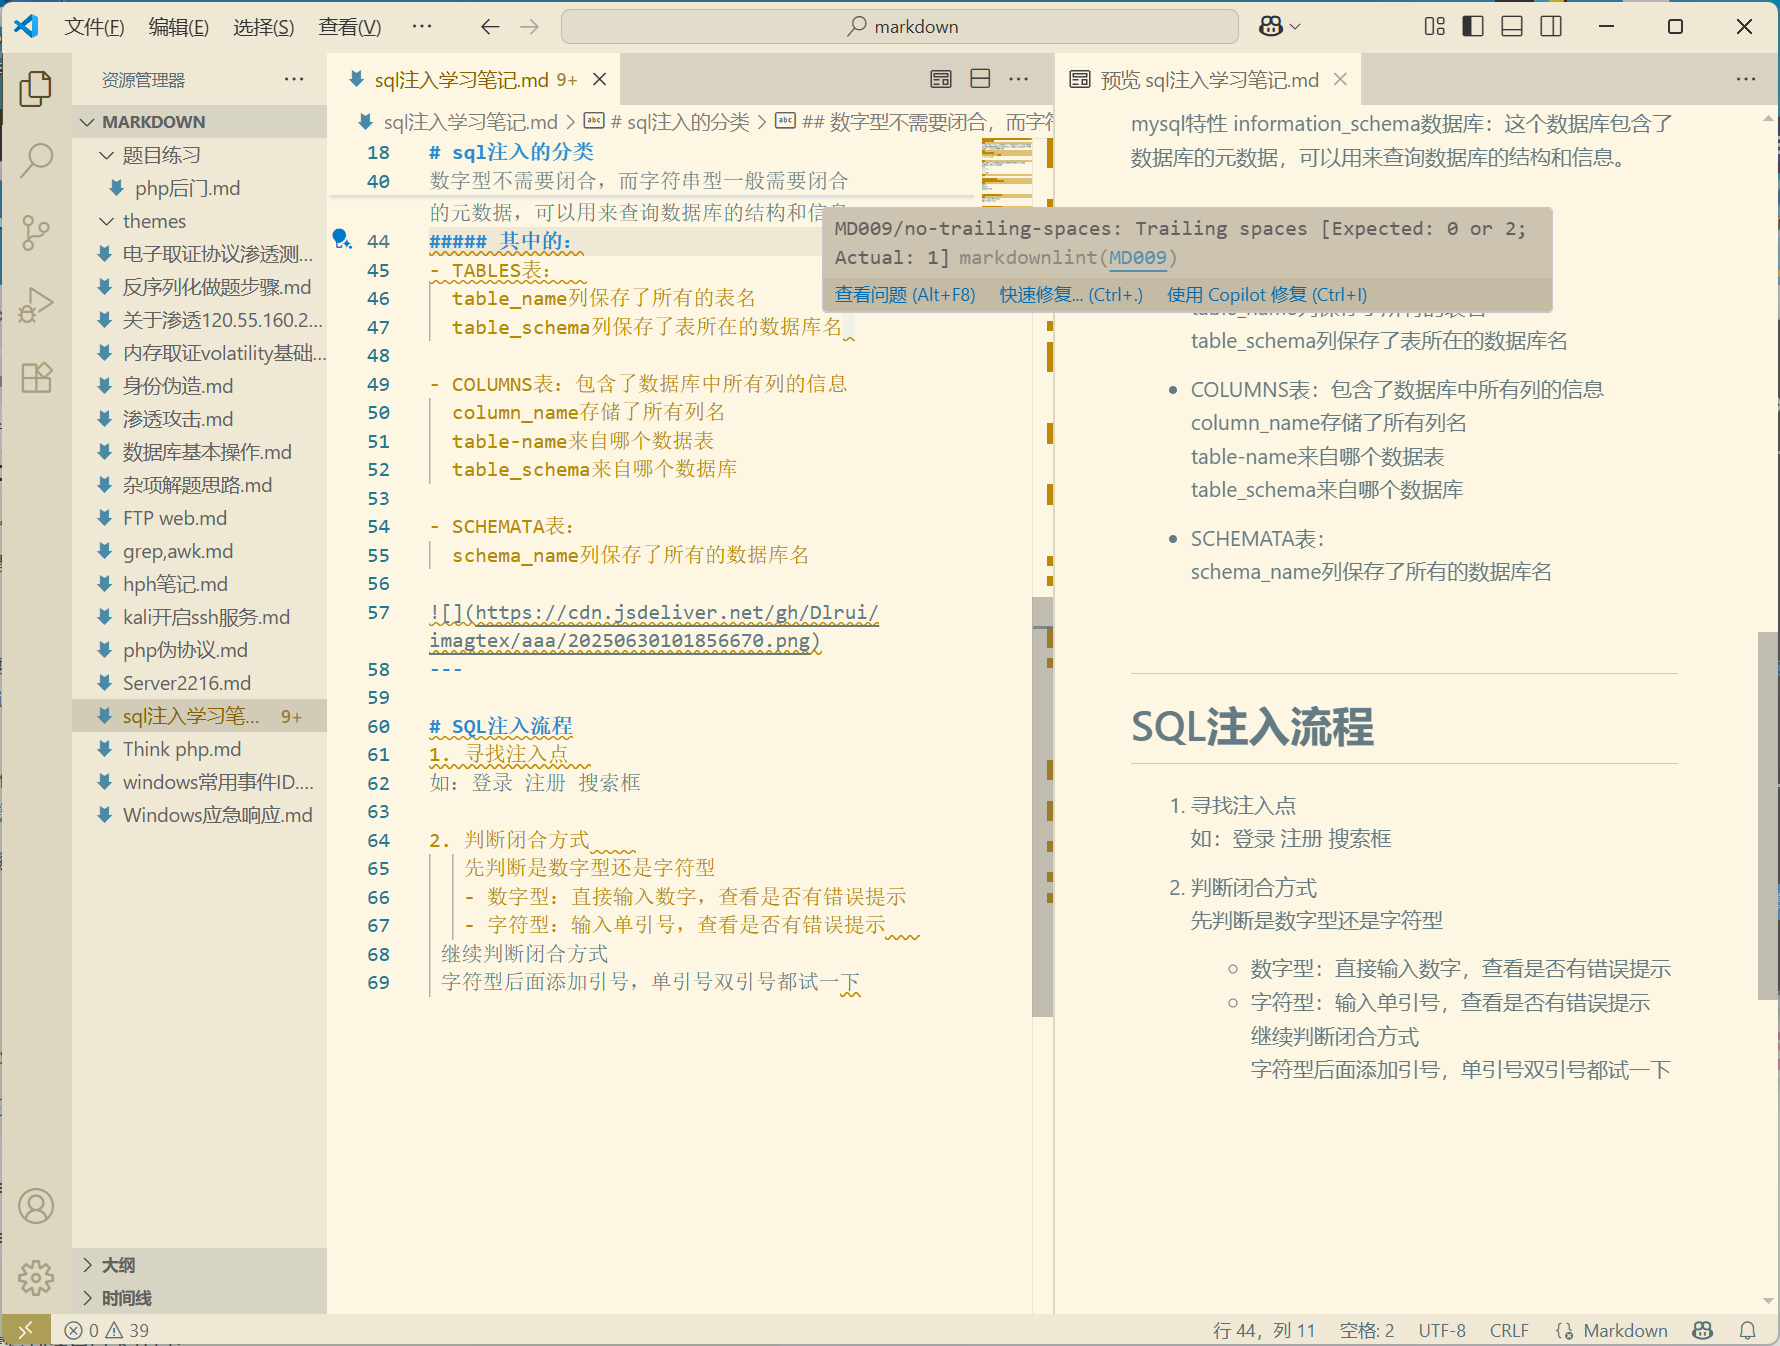 文件(F) 编辑(E) 选择(S) 查看(V) ··· markdown
资源管理器 ···
MARKDOWN
题目练习
php后门.md
themes
电子取证协议渗透测...
反序列化做题步骤.md
关于渗透120.55.160.2...
内存取证volatility基础...
身份伪造.md
渗透攻击.md
数据库基本操作.md
杂项解题思路.md
FTP web.md
grep,awk.md
hph笔记.md
kali开启ssh服务.md
php伪协议.md
Server2216.md
sql注入学习笔... 9+
Think php.md
windows常用事件ID....
Windows应急响应.md
大纲
时间线
sql注入学习笔记.md 9+
sql注入学习笔记.md > # sql注入的分类 > ## 数字型不需要闭合，而字符
18 # sql注入的分类
40 数字型不需要闭合，而字符串型一般需要闭合
的元数据，可以用来查询数据库的结构和信息
44 ##### 其中的：
45 - TABLES表：
46 table_name列保存了所有的表名
47 table_schema列保存了表所在的数据库名
48
49 - COLUMNS表：包含了数据库中所有列的信息
50 column_name存储了所有列名
51 table-name来自哪个数据表
52 table_schema来自哪个数据库
53
54 - SCHEMATA表：
55 schema_name列保存了所有的数据库名
56
57 ![](https://cdn.jsdeliver.net/gh/Dlrui/
imagtex/aaa/20250630101856670.png)
58 ---
59
60 # SQL注入流程
61 1. 寻找注入点
62 如：登录 注册 搜索框
63
64 2. 判断闭合方式
65 先判断是数字型还是字符型
66 - 数字型：直接输入数字，查看是否有错误提示
67 - 字符型：输入单引号，查看是否有错误提示
68 继续判断闭合方式
69 字符型后面添加引号，单引号双引号都试一下
MD009/no-trailing-spaces: Trailing spaces [Expected: 0 or 2;
Actual: 1] markdownlint(MD009)
查看问题 (Alt+F8) 快速修复... (Ctrl+.) 使用 Copilot 修复 (Ctrl+I)
预览 sql注入学习笔记.md
mysql特性 information_schema数据库：这个数据库包含了
数据库的元数据，可以用来查询数据库的结构和信息。
table_name列保存了所有的表名
table_schema列保存了表所在的数据库名
• COLUMNS表：包含了数据库中所有列的信息
column_name存储了所有列名
table-name来自哪个数据表
table_schema来自哪个数据库
• SCHEMATA表：
schema_name列保存了所有的数据库名
SQL注入流程
1. 寻找注入点
如：登录 注册 搜索框
2. 判断闭合方式
先判断是数字型还是字符型
◦ 数字型：直接输入数字，查看是否有错误提示
◦ 字符型：输入单引号，查看是否有错误提示
继续判断闭合方式
字符型后面添加引号，单引号双引号都试一下
0 39 行 44，列 11 空格: 2 UTF-8 CRLF Markdown